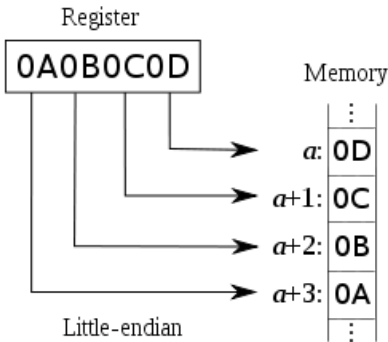 Register
0A0B0C0D
Memory
⋮
a: 0D
a+1: 0C
a+2: 0B
a+3: 0A
⋮
Little-endian